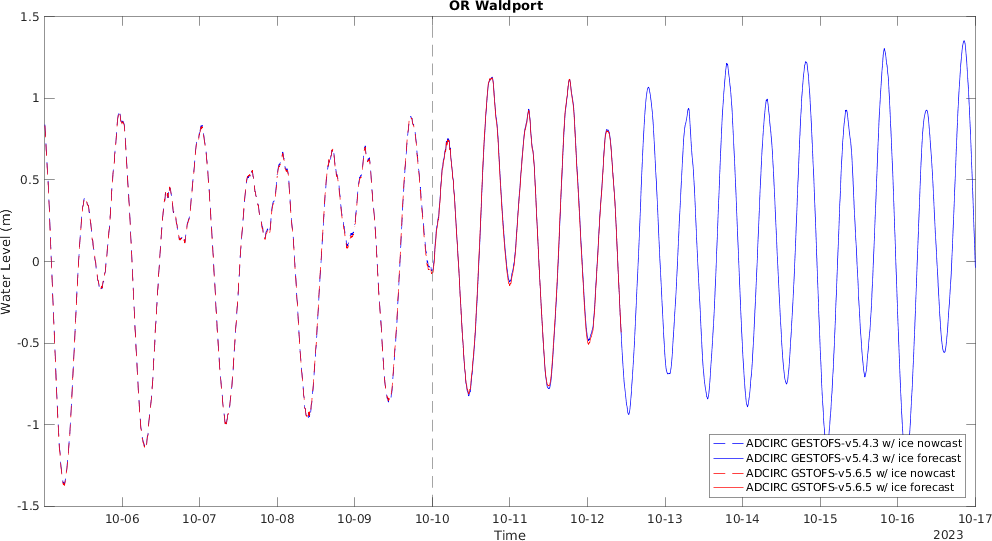 OR Waldport
1.5
1
0.5
0
-0.5
-1
-1.5
Water Level (m)
10-06
10-07
10-08
10-09
10-10
10-11
10-12
10-13
10-14
10-15
10-16
10-17
Time
2023
ADCIRC GESTOFS-v5.4.3 w/ ice nowcast
ADCIRC GESTOFS-v5.4.3 w/ ice forecast
ADCIRC GSTOFS-v5.6.5 w/ ice nowcast
ADCIRC GSTOFS-v5.6.5 w/ ice forecast